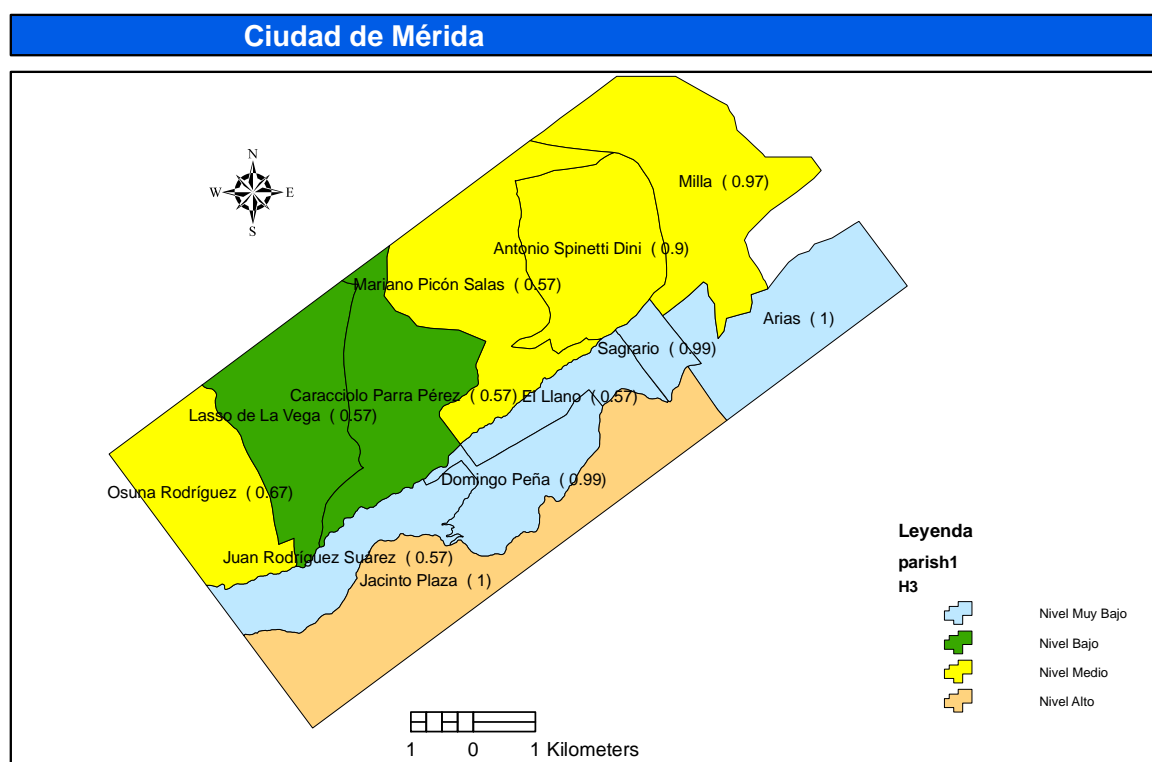 Ciudad de Mérida
N
W E
S
Milla ( 0.97)
Antonio Spinetti Dini ( 0.9)
Mariano Picón Salas ( 0.57)
Arias ( 1)
Sagrario ( 0.99)
Caracciolo Parra Pérez ( 0.57)
El Llano ( 0.57)
Lasso de La Vega ( 0.57)
Domingo Peña ( 0.99)
Osuna Rodríguez ( 0.67)
Juan Rodríguez Suárez ( 0.57)
Jacinto Plaza ( 1)
Leyenda
parish1
H3
Nivel Muy Bajo
Nivel Bajo
Nivel Medio
Nivel Alto
1 0 1 Kilometers